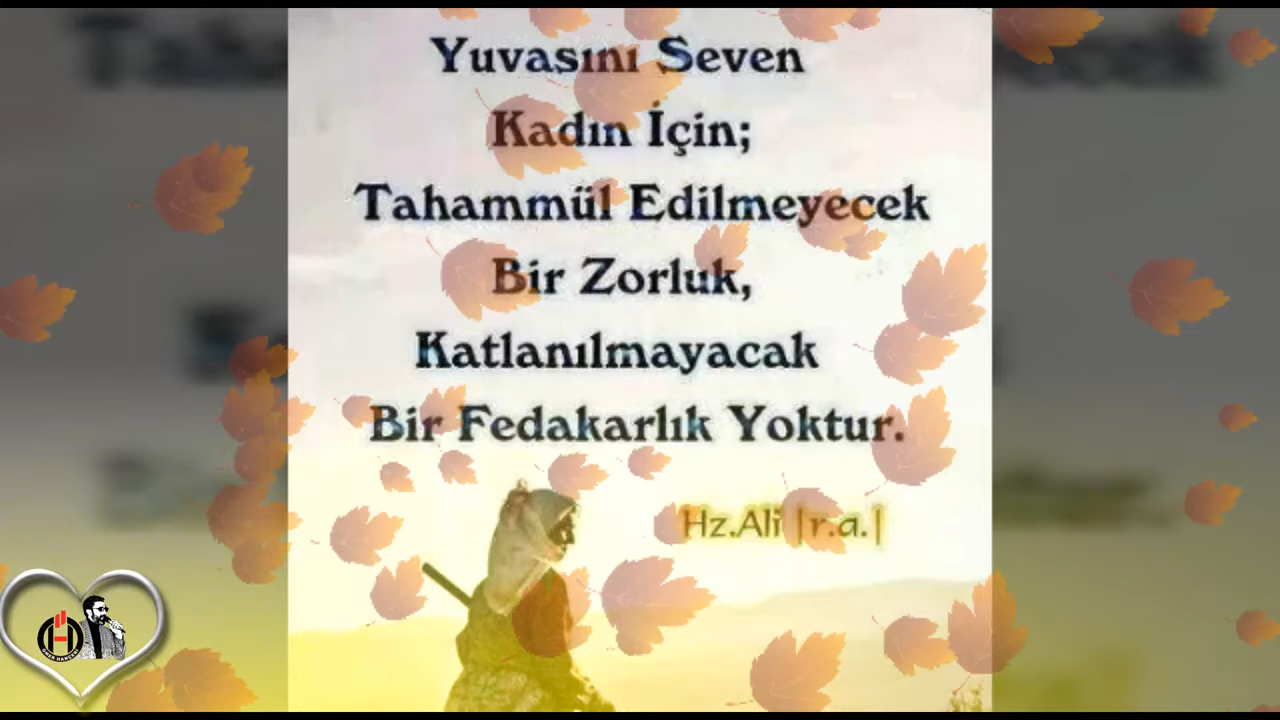 Yuvasını Seven
Kadın İçin;
Tahammül Edilmeyecek
Bir Zorluk,
Katlanılmayacak
Bir Fedakarlık Yoktur.
Hz.Ali |r.a.|